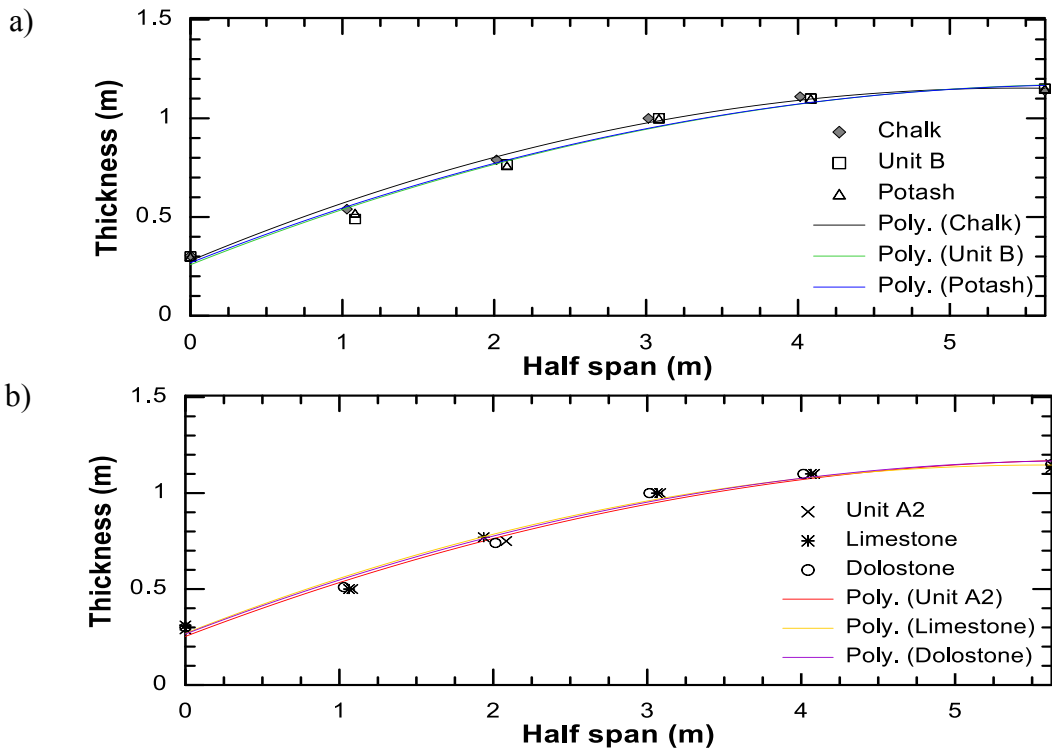 a)
1.5
1
0.5
0
Thickness (m)
Chalk
Unit B
Potash
Poly. (Chalk)
Poly. (Unit B)
Poly. (Potash)
0 1 2 3 4 5
Half span (m)
b)
1.5
1
0.5
0
Thickness (m)
Unit A2
Limestone
Dolostone
Poly. (Unit A2)
Poly. (Limestone)
Poly. (Dolostone)
0 1 2 3 4 5
Half span (m)